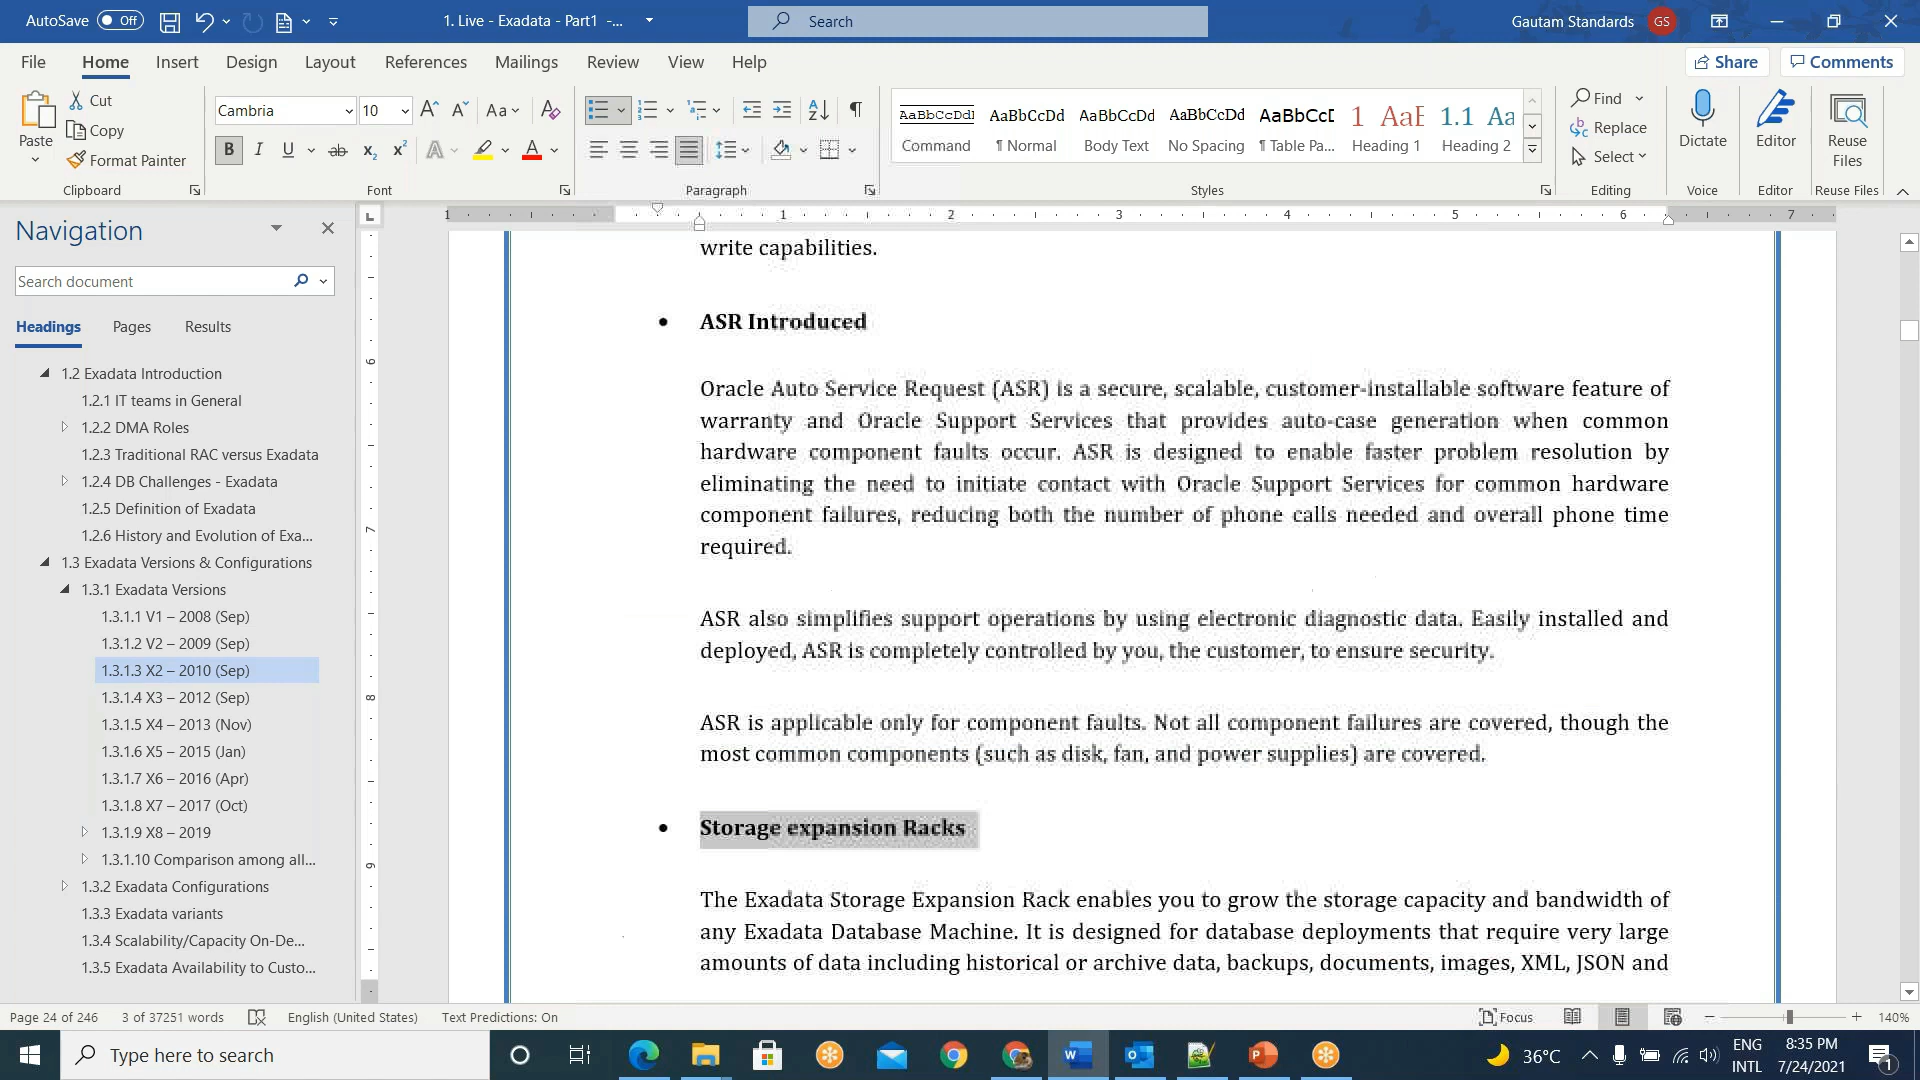 AutoSave Off 1. Live - Exadata - Part1 -... Search Gautam Standards GS
File Home Insert Design Layout References Mailings Review View Help Share Comments
Paste Cut Copy Format Painter
Clipboard
Cambria 10 Aa
B I U ab x₂ x² A A
Font
Paragraph
AaBbCcDdI AaBbCcDd AaBbCcDd AaBbCcDd AaBbCcD 1 AaE 1.1 Aa
Command ¶ Normal Body Text No Spacing ¶ Table Pa... Heading 1 Heading 2
Styles
Find
Replace
Select
Editing
Dictate
Voice
Editor
Editor
Reuse Files
Reuse Files
Navigation
Search document
Headings Pages Results
1.2 Exadata Introduction
1.2.1 IT teams in General
1.2.2 DMA Roles
1.2.3 Traditional RAC versus Exadata
1.2.4 DB Challenges - Exadata
1.2.5 Definition of Exadata
1.2.6 History and Evolution of Exa...
1.3 Exadata Versions & Configurations
1.3.1 Exadata Versions
1.3.1.1 V1 – 2008 (Sep)
1.3.1.2 V2 – 2009 (Sep)
1.3.1.3 X2 – 2010 (Sep)
1.3.1.4 X3 – 2012 (Sep)
1.3.1.5 X4 – 2013 (Nov)
1.3.1.6 X5 – 2015 (Jan)
1.3.1.7 X6 – 2016 (Apr)
1.3.1.8 X7 – 2017 (Oct)
1.3.1.9 X8 – 2019
1.3.1.10 Comparison among all...
1.3.2 Exadata Configurations
1.3.3 Exadata variants
1.3.4 Scalability/Capacity On-De...
1.3.5 Exadata Availability to Custo...
1 1 2 3 4 5 6 7
6
7
8
9
write capabilities.
• ASR Introduced
Oracle Auto Service Request (ASR) is a secure, scalable, customer-installable software feature of
warranty and Oracle Support Services that provides auto-case generation when common
hardware component faults occur. ASR is designed to enable faster problem resolution by
eliminating the need to initiate contact with Oracle Support Services for common hardware
component failures, reducing both the number of phone calls needed and overall phone time
required.
ASR also simplifies support operations by using electronic diagnostic data. Easily installed and
deployed, ASR is completely controlled by you, the customer, to ensure security.
ASR is applicable only for component faults. Not all component failures are covered, though the
most common components (such as disk, fan, and power supplies) are covered.
• Storage expansion Racks
The Exadata Storage Expansion Rack enables you to grow the storage capacity and bandwidth of
any Exadata Database Machine. It is designed for database deployments that require very large
amounts of data including historical or archive data, backups, documents, images, XML, JSON and
Page 24 of 246 3 of 37251 words English (United States) Text Predictions: On Focus 140%
Type here to search 36°C ENG INTL 8:35 PM 7/24/2021 1